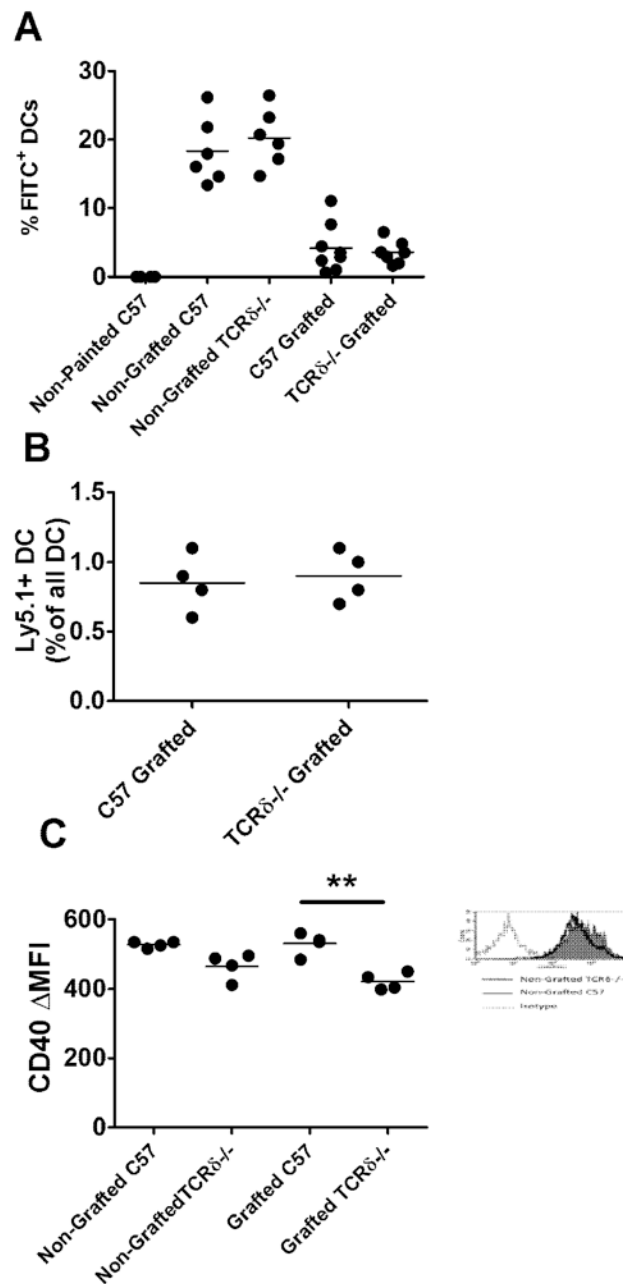 A
% FITC+ DCs
30
20
10
0
Non-Painted C57
Non-Grafted C57
Non-Grafted TCRδ-/-
C57 Grafted
TCRδ-/- Grafted
B
Ly5.1+ DC
(% of all DC)
1.5
1.0
0.5
0.0
C57 Grafted
TCRδ-/- Grafted
C
CD40 ΔMFI
600
400
200
0
**
Non-Grafted C57
Non-GraftedTCRδ-/-
Grafted C57
Grafted TCRδ-/-
Non-Grafted TCRδ-/-
Non-Grafted C57
Isotype